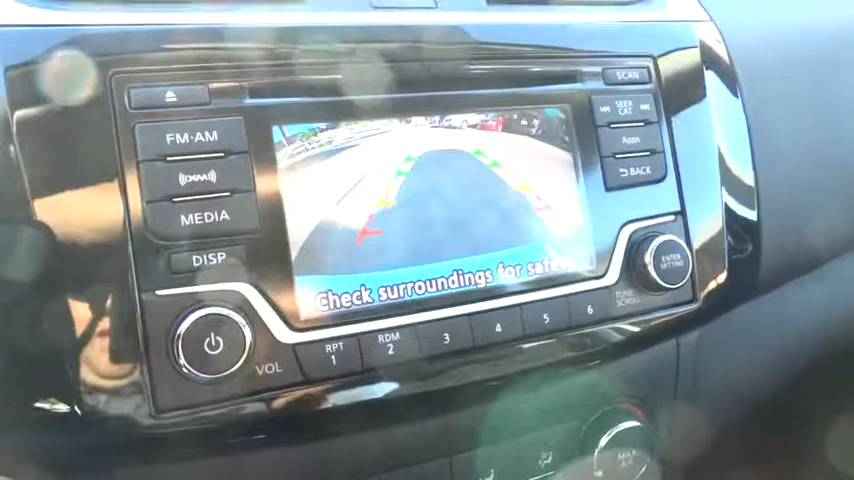 SCAN
FM·AM
SEEK
CAT
((XM))
Apps
MEDIA
BACK
DISP
ENTER
SETTING
Check surroundings for safety
TUNE
SCROLL
VOL
RPT
1
RDM
2
3
4
5
6
MAX
A/C